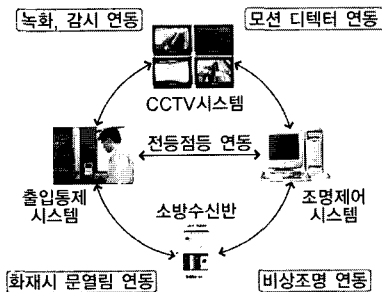 녹화, 감시 연동
모션 디텍터 연동
CCTV시스템
전등점등 연동
출입통제
시스템
소방수신반
조명제어
시스템
화재시 문열림 연동
비상조명 연동